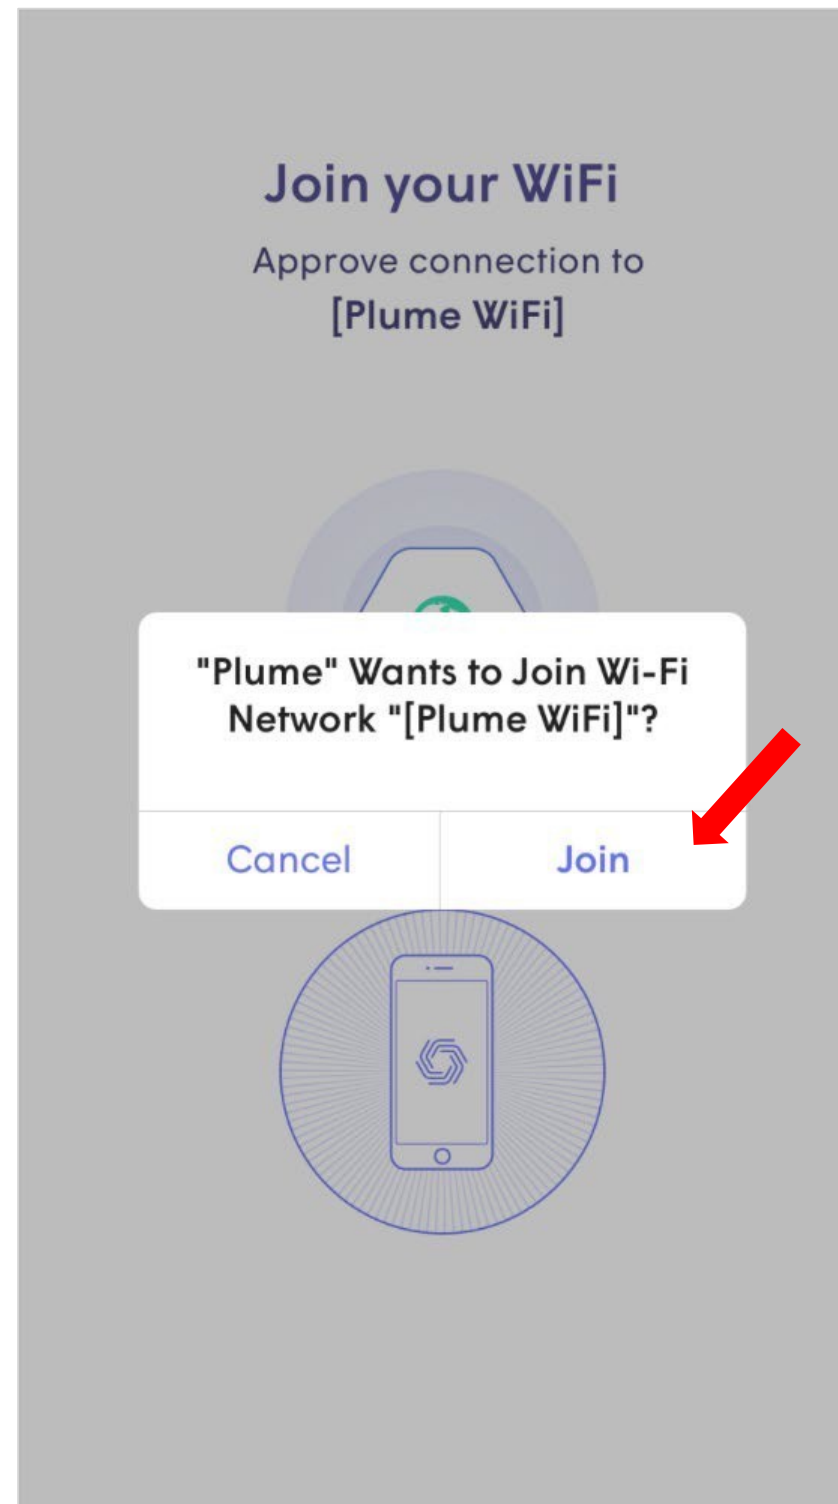 Join your WiFi
Approve connection to
[Plume WiFi]
"Plume" Wants to Join Wi-Fi
Network "[Plume WiFi]"?
Cancel
Join